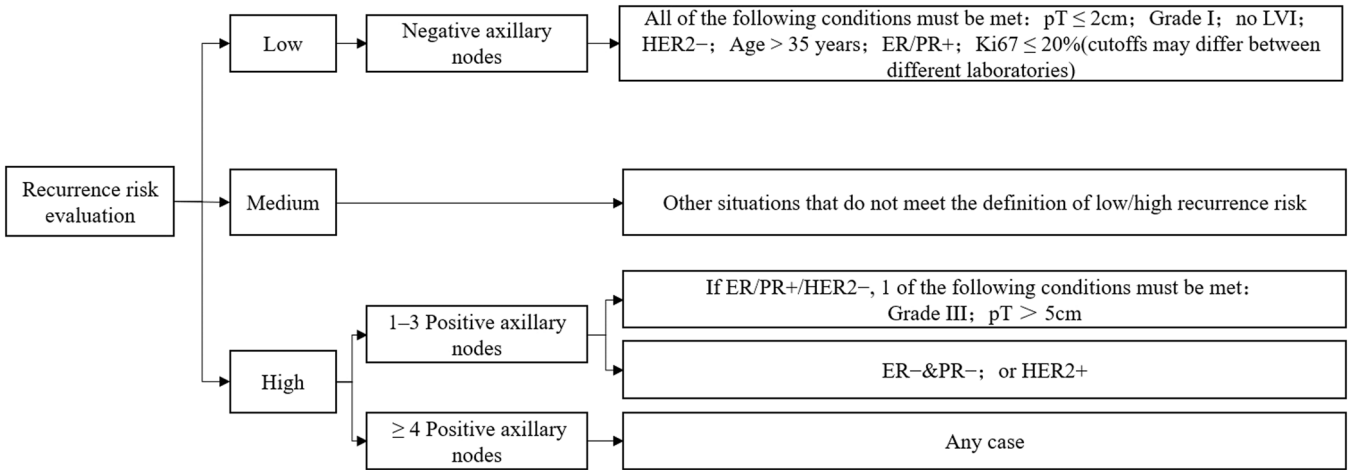 Low
Negative axillary
nodes
All of the following conditions must be met：pT ≤ 2cm；Grade I；no LVI；
HER2−；Age > 35 years；ER/PR+；Ki67 ≤ 20%(cutoffs may differ between
different laboratories)
Recurrence risk
evaluation
Medium
Other situations that do not meet the definition of low/high recurrence risk
High
1–3 Positive axillary
nodes
If ER/PR+/HER2−, 1 of the following conditions must be met：
Grade III；pT ＞ 5cm
ER−&PR−；or HER2+
≥ 4 Positive axillary
nodes
Any case